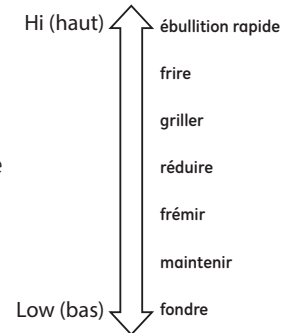 Hi (haut)
ébullition rapide
frire
griller
réduire
frémir
maintenir
Low (bas)
fondre